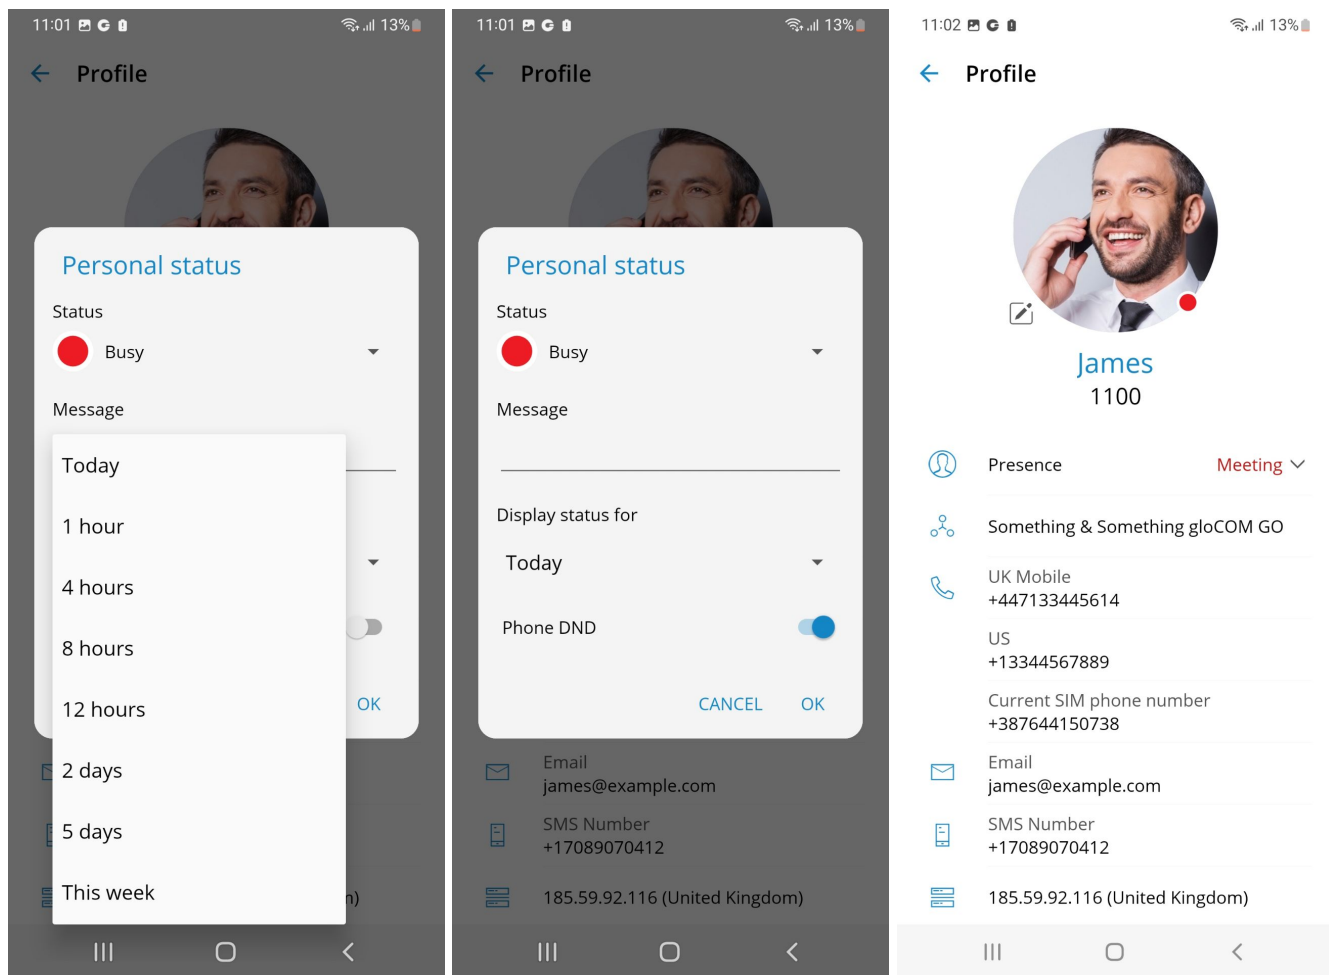 11:01
13%
Profile
Personal status
Status
Busy
Message
Today
1 hour
4 hours
8 hours
12 hours
OK
2 days
5 days
This week
n)
11:01
13%
Profile
Personal status
Status
Busy
Message
Display status for
Today
Phone DND
CANCEL OK
Email
james@example.com
SMS Number
+17089070412
185.59.92.116 (United Kingdom)
11:02
13%
Profile
James
1100
Presence Meeting
Something & Something gloCOM GO
UK Mobile
+447133445614
US
+13344567889
Current SIM phone number
+387644150738
Email
james@example.com
SMS Number
+17089070412
185.59.92.116 (United Kingdom)